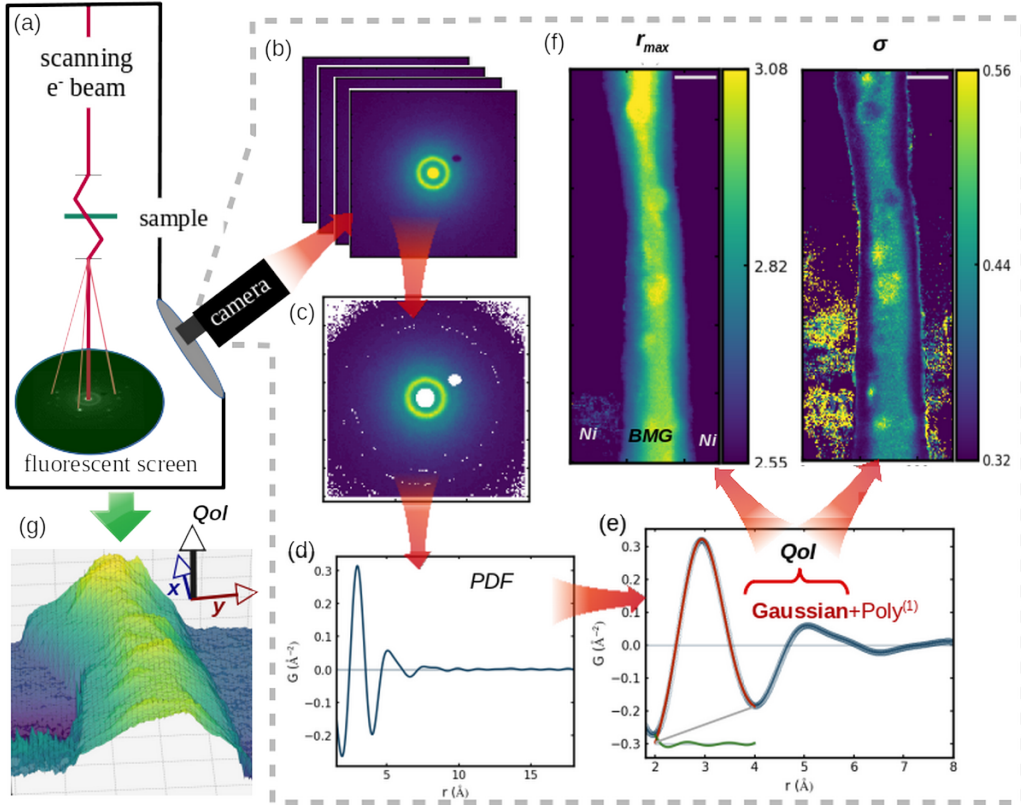 (a)
scanning
e⁻ beam
sample
camera
fluorescent screen
(b)
(c)
(d)
PDF
G (Å⁻²)
0.3
0.2
0.1
0.0
−0.1
−0.2
5
10
15
r (Å)
(e)
QoI
Gaussian+Poly⁽¹⁾
G (Å⁻²)
0.3
0.2
0.1
0.0
−0.1
−0.2
−0.3
2
3
4
5
6
7
8
r (Å)
(f)
r_max
3.08
2.82
2.55
Ni
BMG
Ni
σ
0.56
0.44
0.32
(g)
QoI
x
y